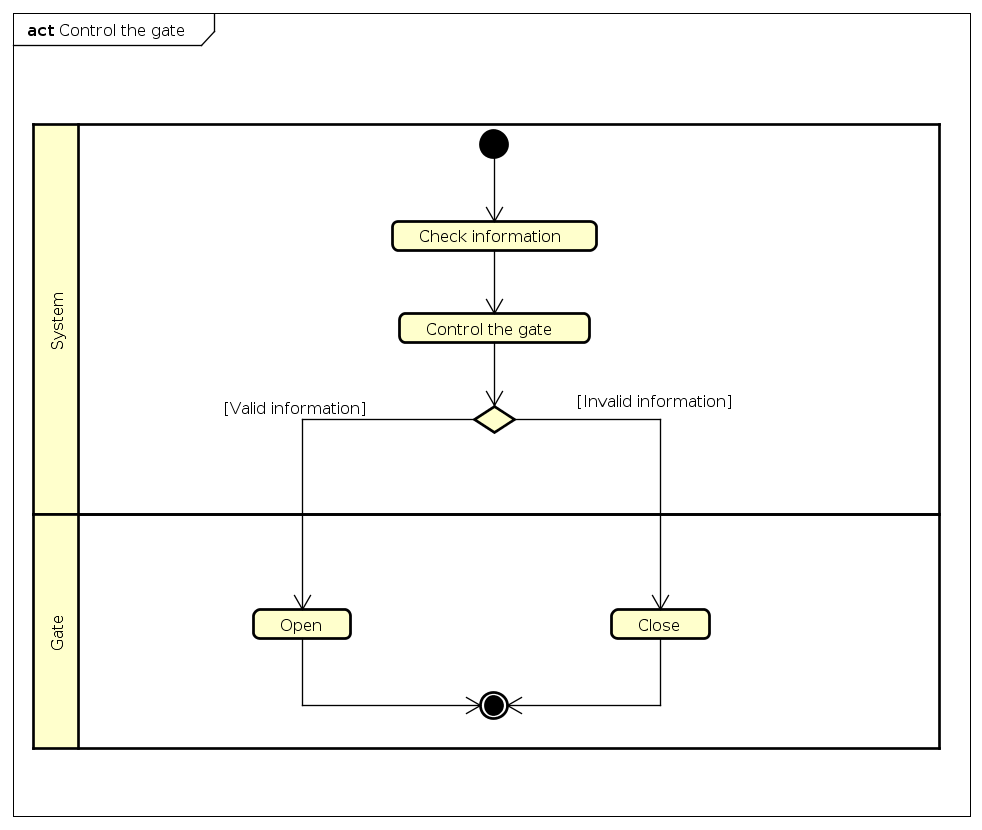 act Control the gate
System
Check information
Control the gate
[Valid information]
[Invalid information]
Gate
Open
Close